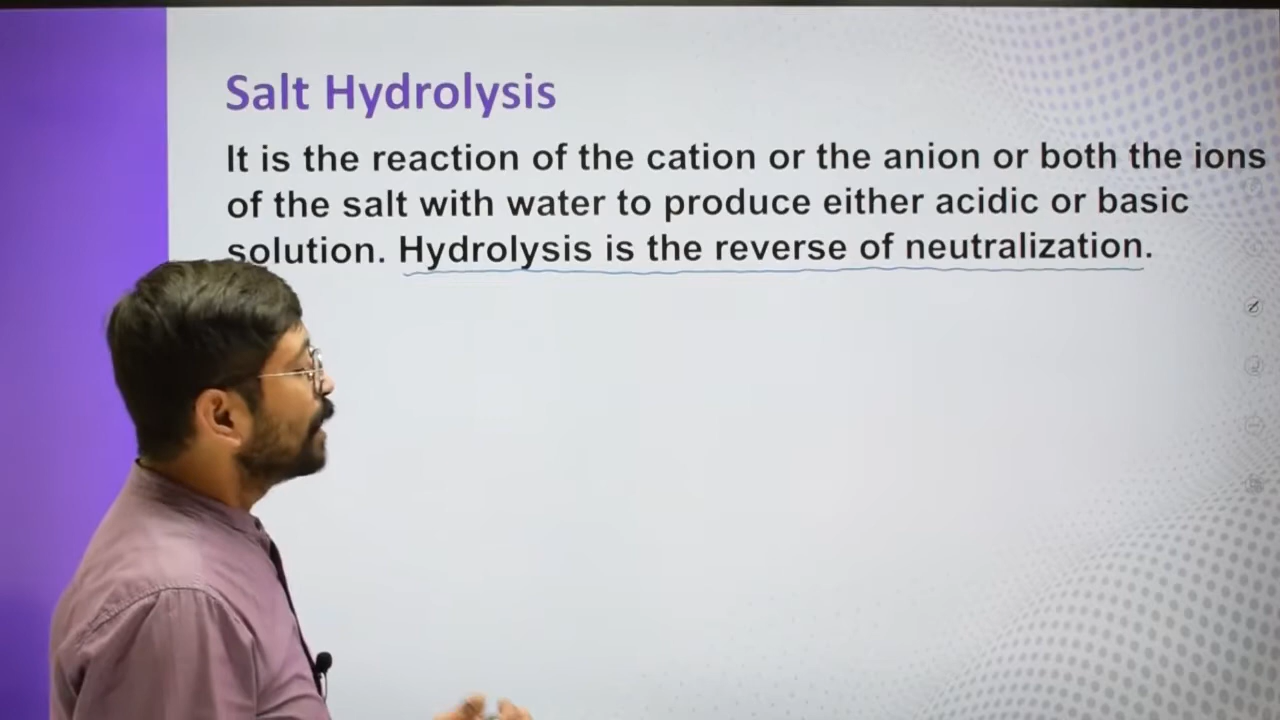 Salt Hydrolysis
It is the reaction of the cation or the anion or both the ions
of the salt with water to produce either acidic or basic
solution. Hydrolysis is the reverse of neutralization.